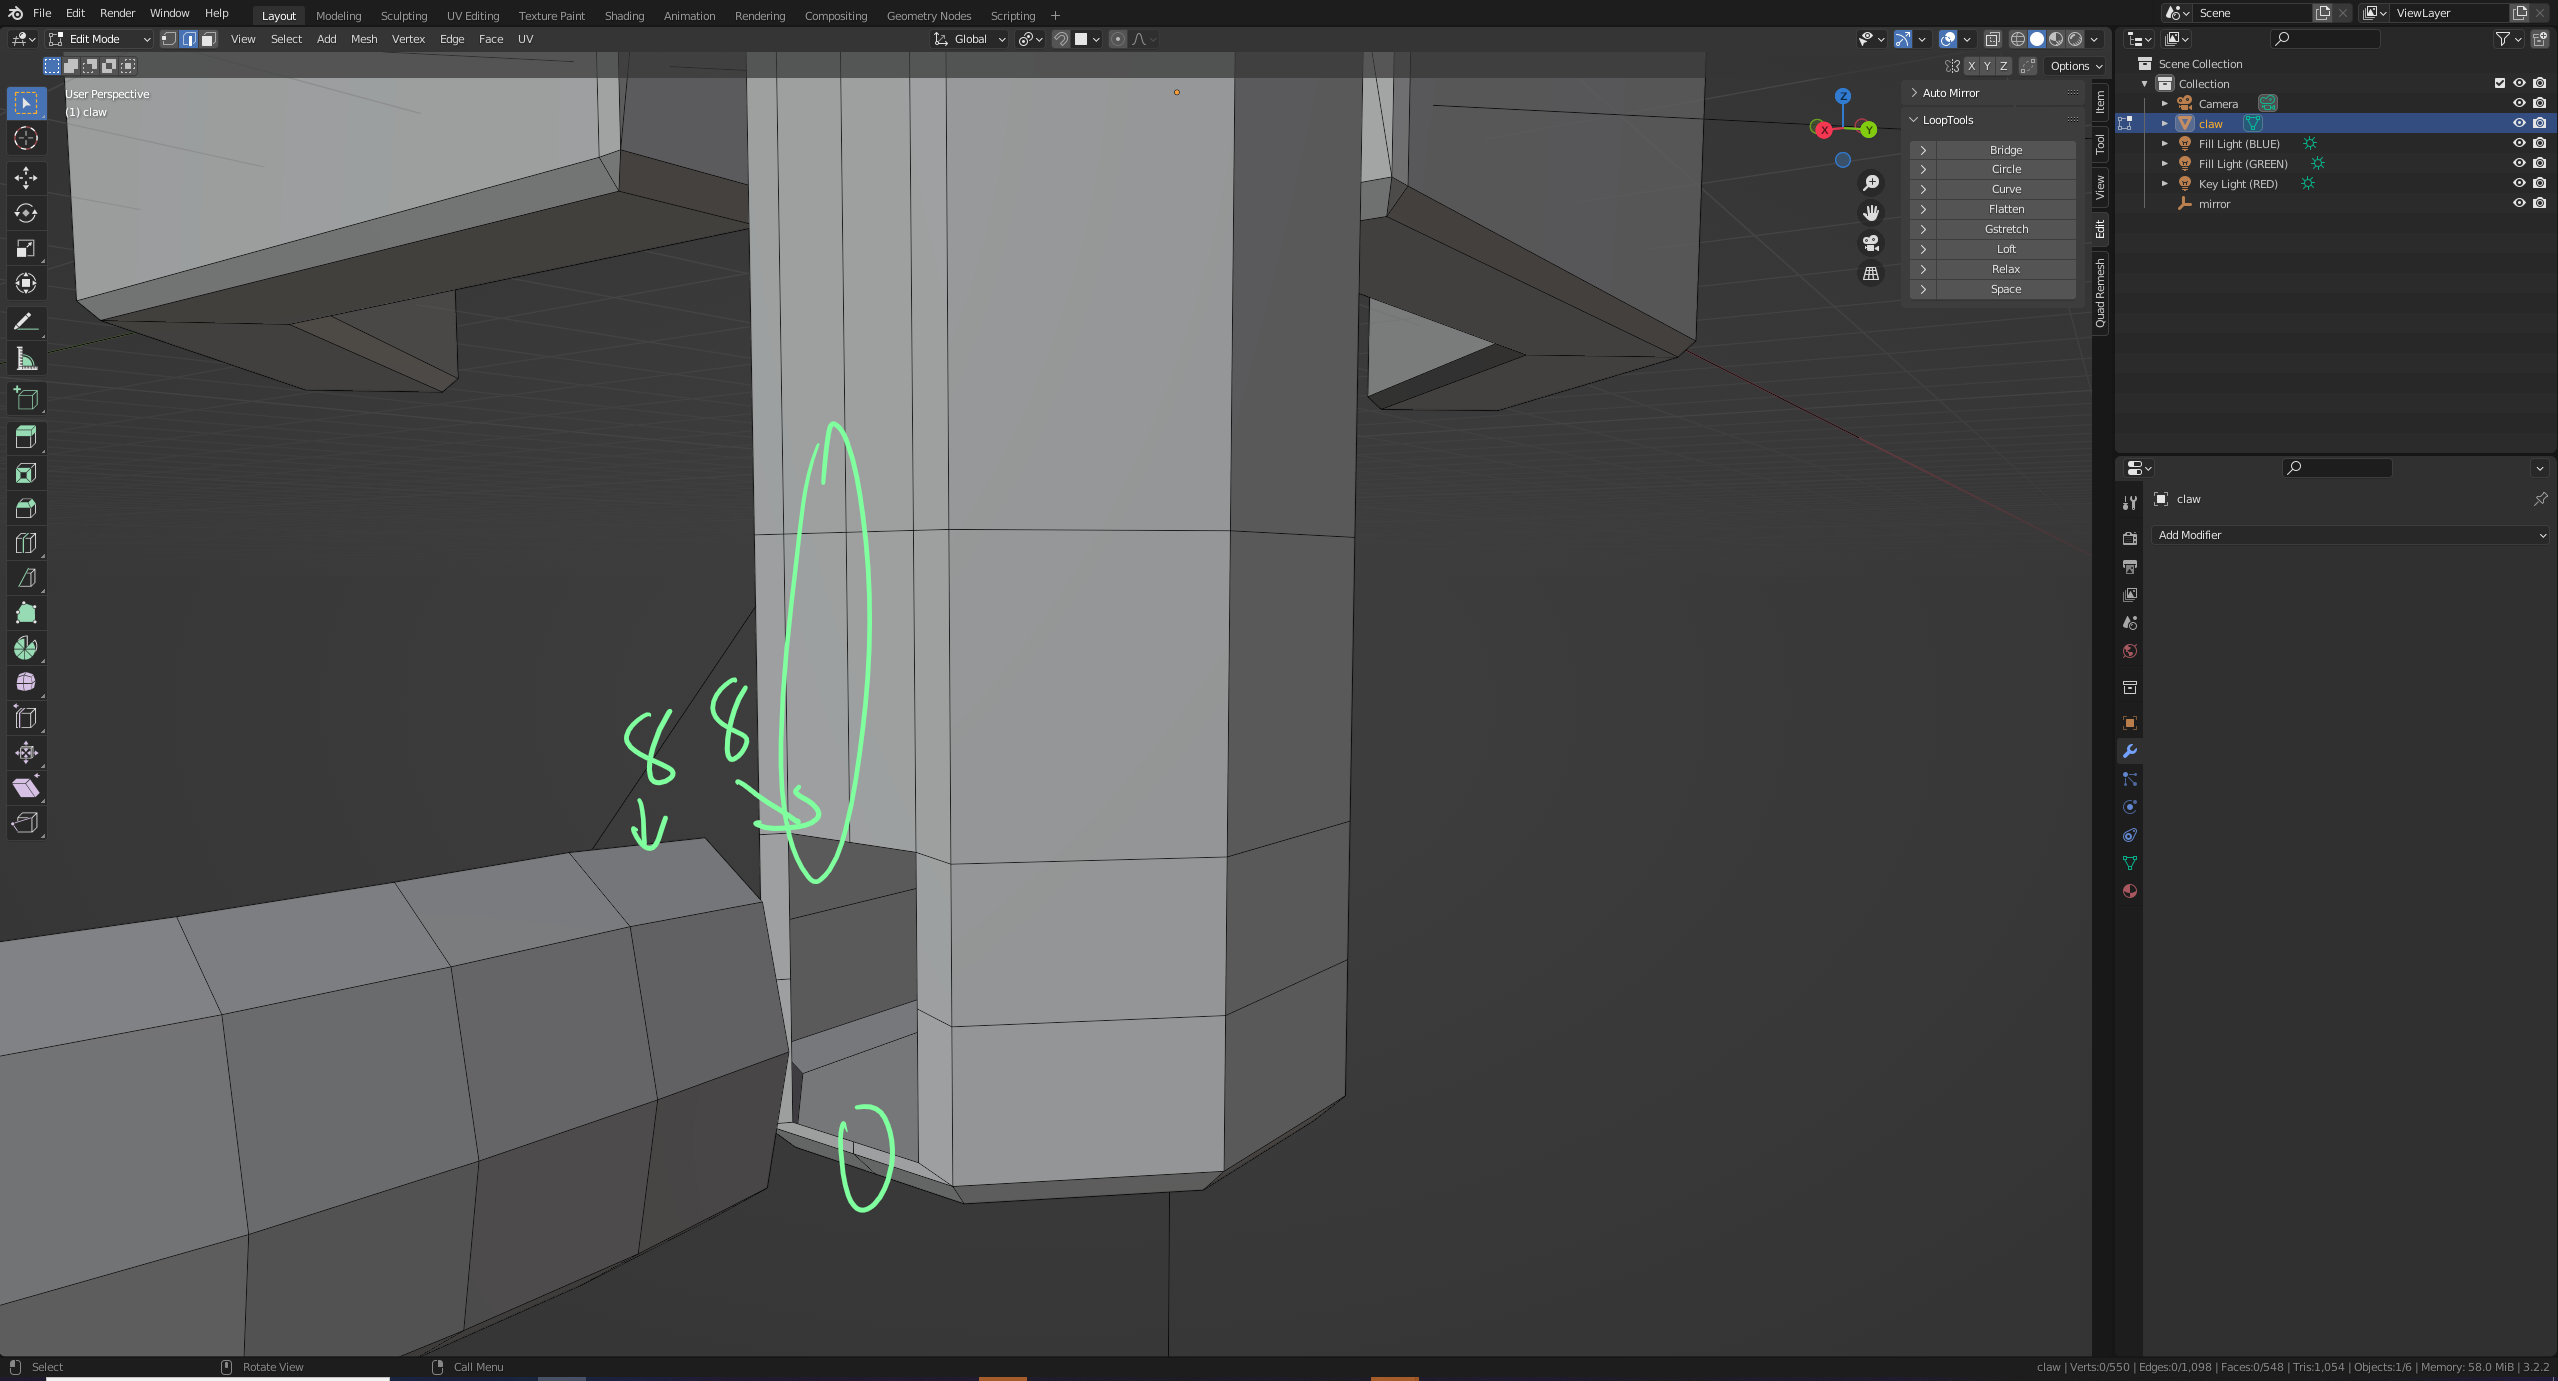 File Edit Render Window Help Layout Modeling Sculpting UV Editing Texture Paint Shading Animation Rendering Compositing Geometry Nodes Scripting + Scene ViewLayer
Edit Mode View Select Add Mesh Vertex Edge Face UV Global
X Y Z Options
User Perspective
(1) claw
Z
X
Y
Auto Mirror
LoopTools
Bridge
Circle
Curve
Flatten
Gstretch
Loft
Relax
Space
Item
Tool
View
Edit
Quad Remesh
Scene Collection
Collection
Camera
claw
Fill Light (BLUE)
Fill Light (GREEN)
Key Light (RED)
mirror
claw
Add Modifier
8 8
Select Rotate View Call Menu
claw | Verts:0/550 | Edges:0/1,098 | Faces:0/548 | Tris:1,054 | Objects:1/6 | Memory: 58.0 MiB | 3.2.2